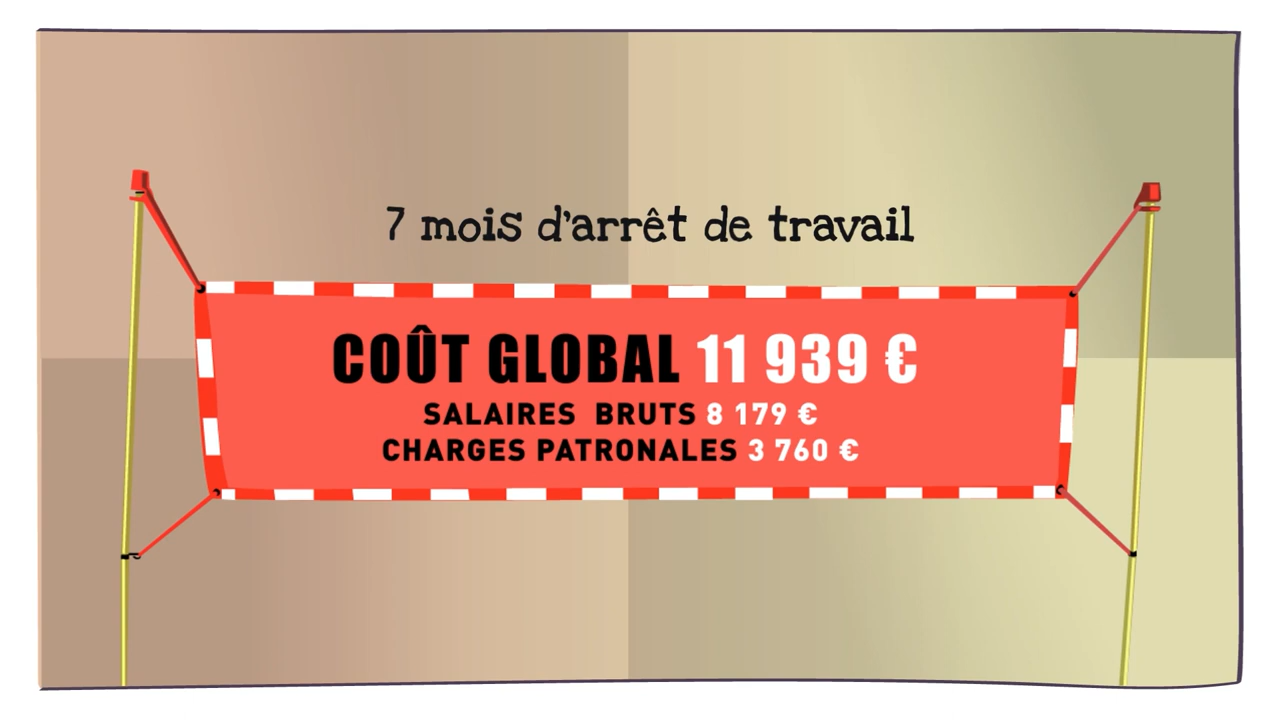 7 mois d'arrêt de travail
COÛT GLOBAL 11 939 €
SALAIRES BRUTS 8 179 €
CHARGES PATRONALES 3 760 €